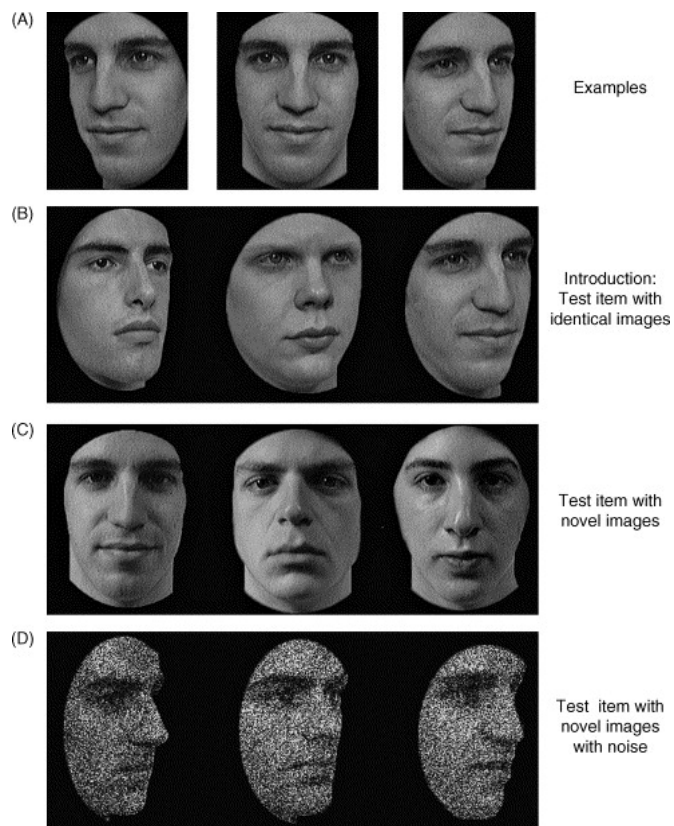 (A)
Examples
(B)
Introduction:
Test item with
identical images
(C)
Test item with
novel images
(D)
Test item with
novel images
with noise